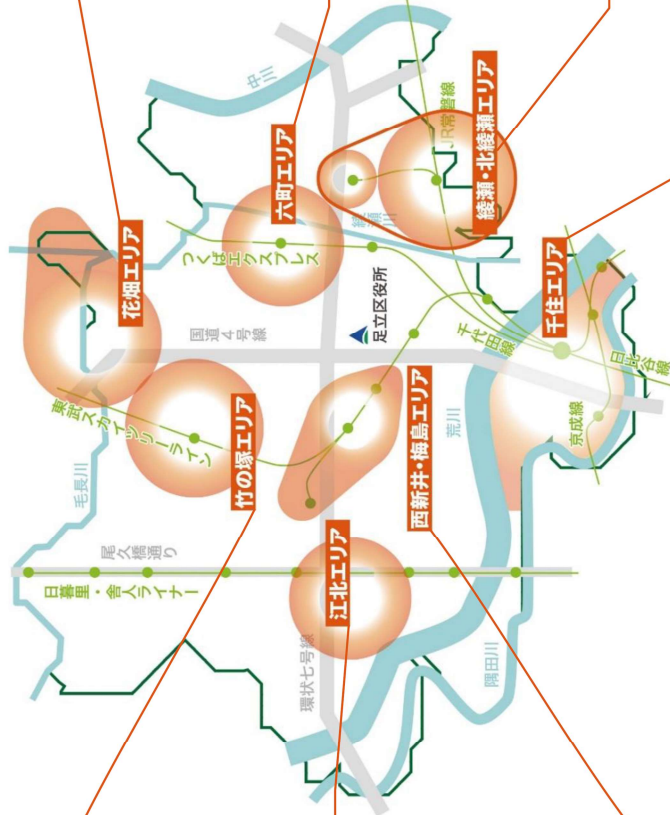 中川
JR常磐線
綾瀬・北綾瀬エリア
六町エリア
綾瀬川
花畑エリア
つくばエクスプレス
千住エリア
国道4号線
足立区役所
千代田線
日比谷線
東武スカイツリーライン
竹の塚エリア
西新井・梅島エリア
荒川
京成線
毛長川
尾久橋通り
日暮里・舎人ライナー
江北エリア
環状七号線
隅田川